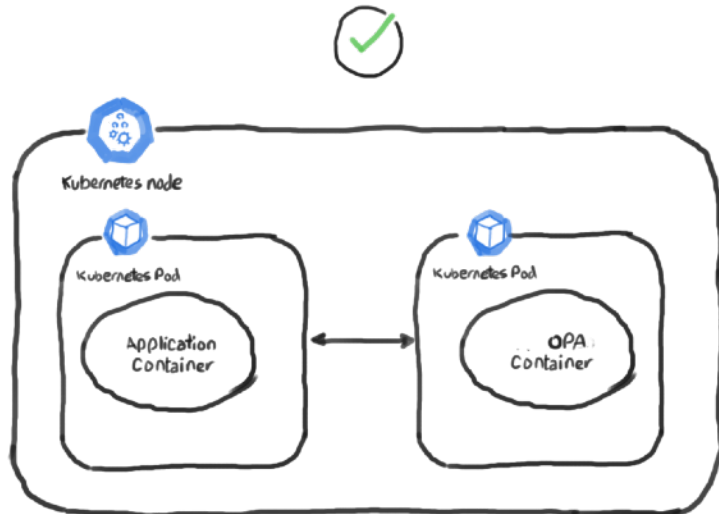 Kubernetes node
Kubernetes Pod
Kubernetes Pod
Application
Container
OPA
Container